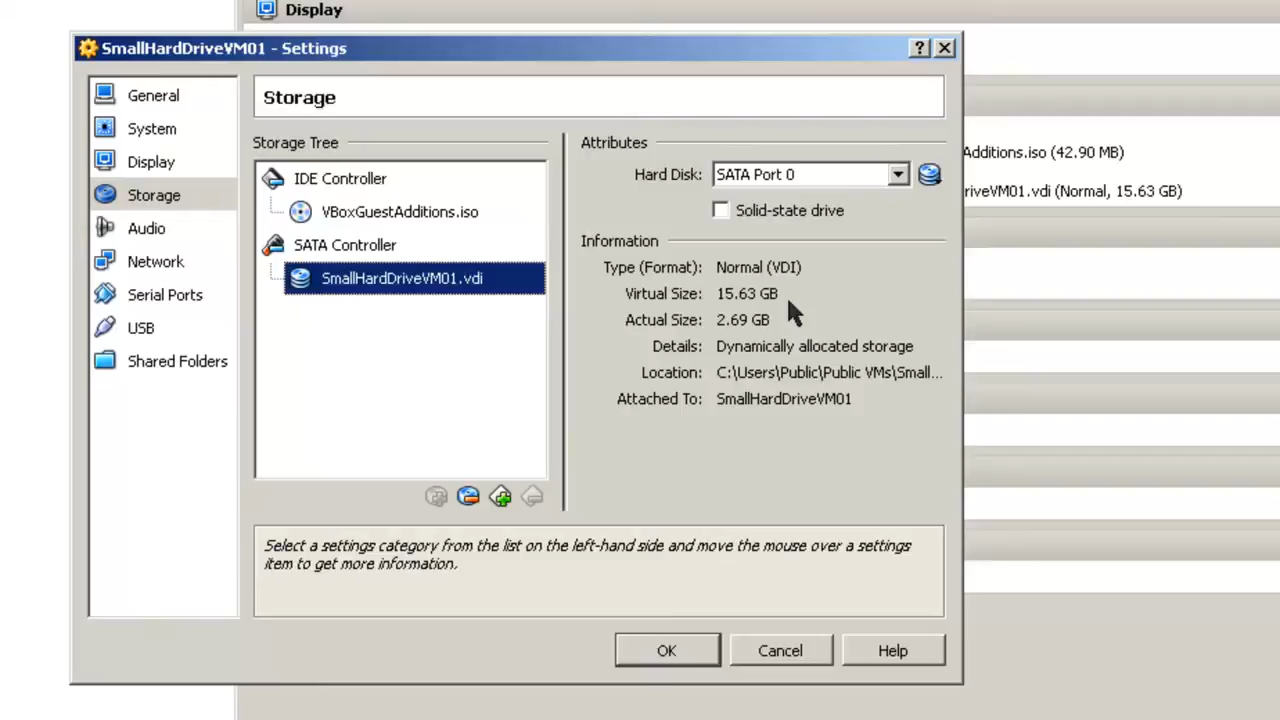 Display
SmallHardDriveVM01 - Settings
?
General
System
Display
Storage
Audio
Network
Serial Ports
USB
Shared Folders
Storage
Storage Tree
IDE Controller
VBoxGuestAdditions.iso
SATA Controller
SmallHardDriveVM01.vdi
Attributes
Hard Disk: SATA Port 0
Solid-state drive
Information
Type (Format): Normal (VDI)
Virtual Size: 15.63 GB
Actual Size: 2.69 GB
Details: Dynamically allocated storage
Location: C:\Users\Public\Public VMs\Small...
Attached To: SmallHardDriveVM01
Select a settings category from the list on the left-hand side and move the mouse over a settings
item to get more information.
OK Cancel Help
Additions.iso (42.90 MB)
riveVM01.vdi (Normal, 15.63 GB)